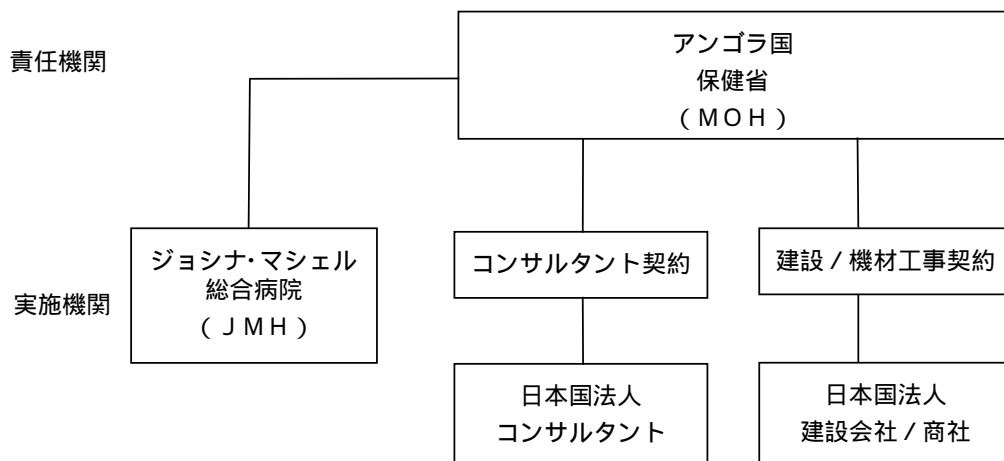 責任機関
アンゴラ国
保健省
(MOH)
ジョシナ・マシェル
総合病院
(JMH)
コンサルタント契約
建設/機材工事契約
実施機関
日本国法人
コンサルタント
日本国法人
建設会社/商社